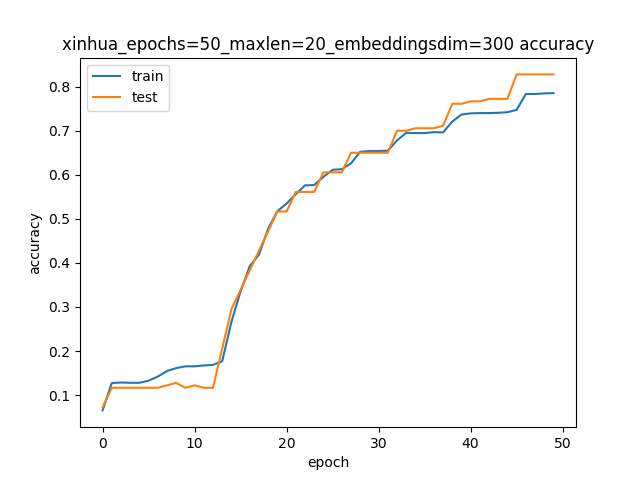 xinhua_epochs=50_maxlen=20_embeddingsdim=300 accuracy
train
test
0.8
0.7
0.6
0.5
0.4
0.3
0.2
0.1
accuracy
0 10 20 30 40 50
epoch